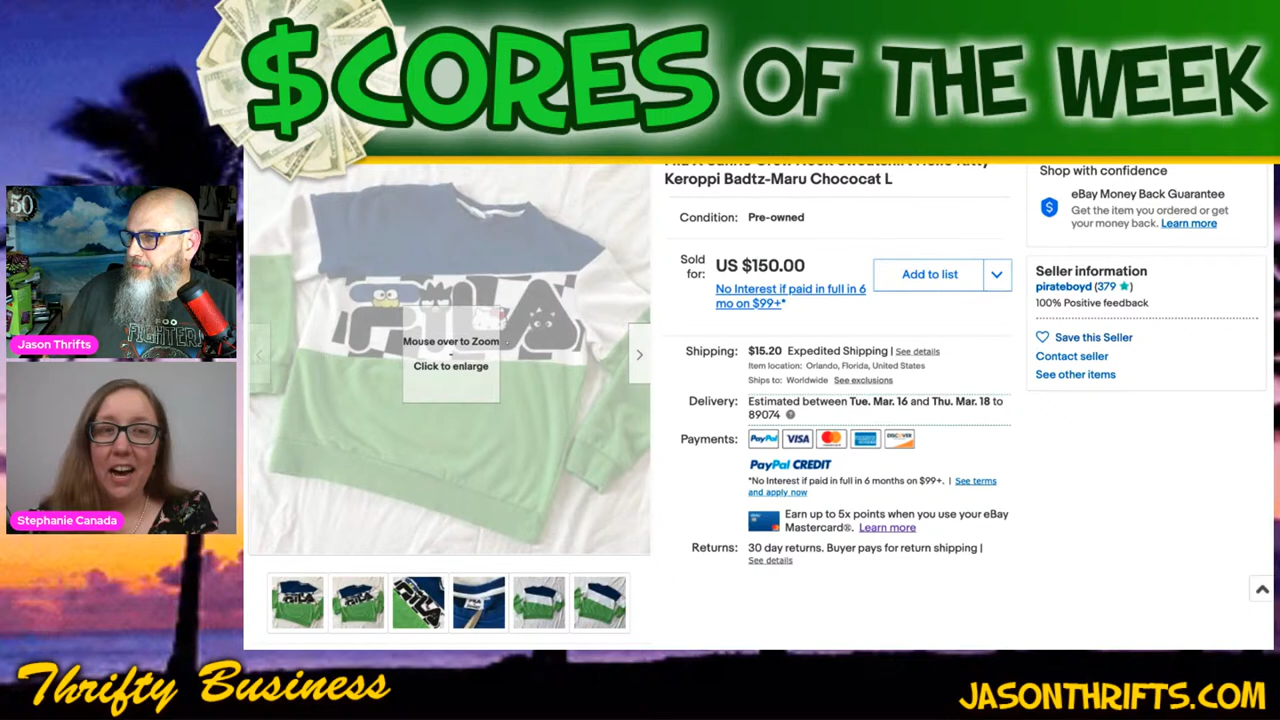 $CORES OF THE WEEK
Keroppi Badtz-Maru Chococat L
Condition: Pre-owned
Sold for: US $150.00
Add to list
No Interest if paid in full in 6
mo on $99+*
Mouse over to Zoom
-
Click to enlarge
FILA
Shipping: $15.20 Expedited Shipping | See details
Item location: Orlando, Florida, United States
Ships to: Worldwide See exclusions
Delivery: Estimated between Tue. Mar. 16 and Thu. Mar. 18 to
89074
Payments: PayPal VISA
DISCOVER
PayPal CREDIT
*No Interest if paid in full in 6 months on $99+. | See terms
and apply now
Earn up to 5x points when you use your eBay
Mastercard®. Learn more
Returns: 30 day returns. Buyer pays for return shipping |
See details
Shop with confidence
eBay Money Back Guarantee
Get the item you ordered or get
your money back. Learn more
Seller information
pirateboyd (379)
100% Positive feedback
Save this Seller
Contact seller
See other items
50
FOO
FIGHTERS
Jason Thrifts
Stephanie Canada
Thrifty Business
JASONTHRIFTS.COM